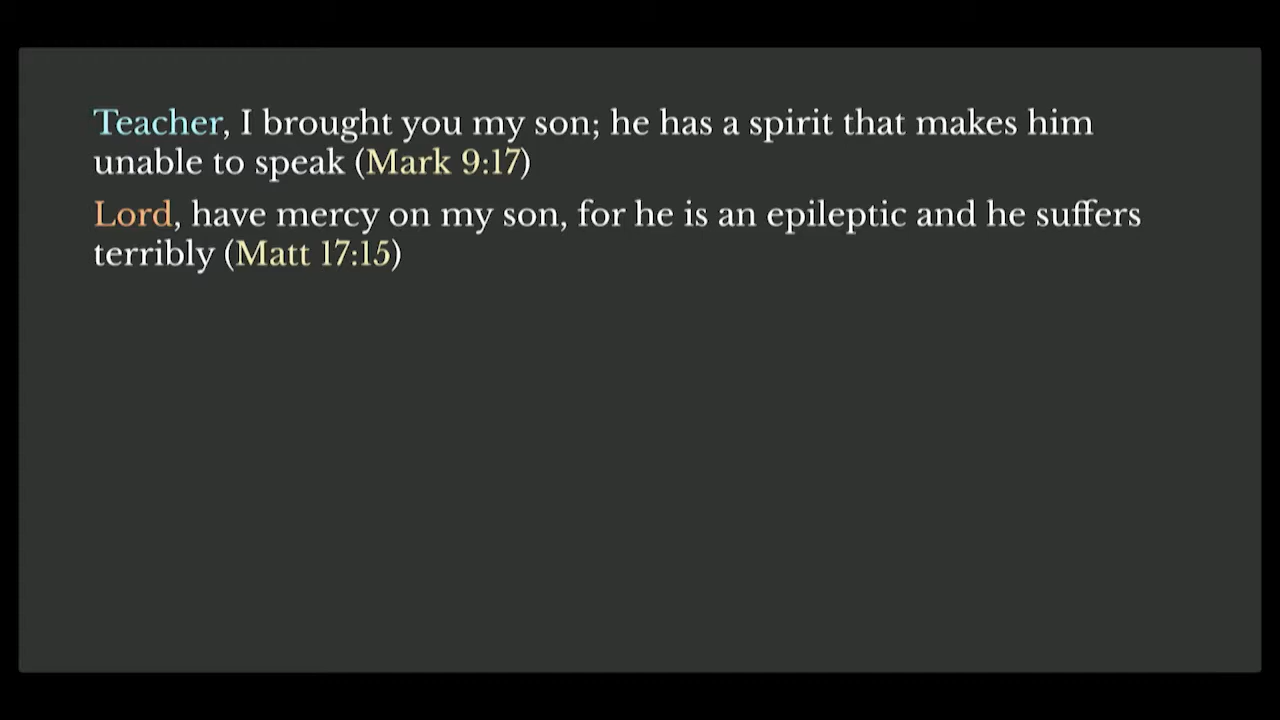 Teacher, I brought you my son; he has a spirit that makes him
unable to speak (Mark 9:17)
Lord, have mercy on my son, for he is an epileptic and he suffers
terribly (Matt 17:15)